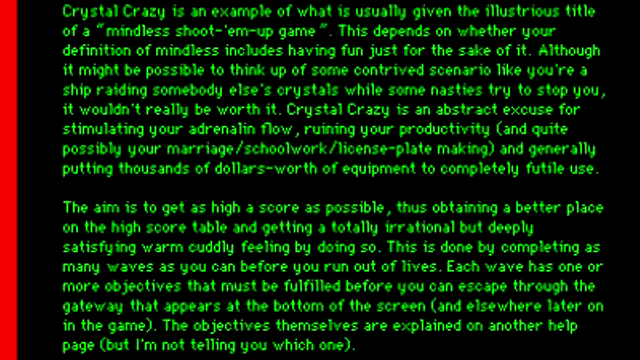 Crystal Crazy is an example of what is usually given the illustrious title
of a "mindless shoot-'em-up game". This depends on whether your
definition of mindless includes having fun just for the sake of it. Although
it might be possible to think up of some contrived scenario like you're a
ship raiding somebody else's crystals while some nasties try to stop you,
it wouldn't really be worth it. Crystal Crazy is an abstract excuse for
stimulating your adrenalin flow, ruining your productivity (and quite
possibly your marriage/schoolwork/license-plate making) and generally
putting thousands of dollars-worth of equipment to completely futile use.
The aim is to get as high a score as possible, thus obtaining a better place
on the high score table and getting a totally irrational but deeply
satisfying warm cuddly feeling by doing so. This is done by completing as
many waves as you can before you run out of lives. Each wave has one or
more objectives that must be fulfilled before you can escape through the
gateway that appears at the bottom of the screen (and elsewhere later on
in the game). The objectives themselves are explained on another help
page (but I'm not telling you which one).